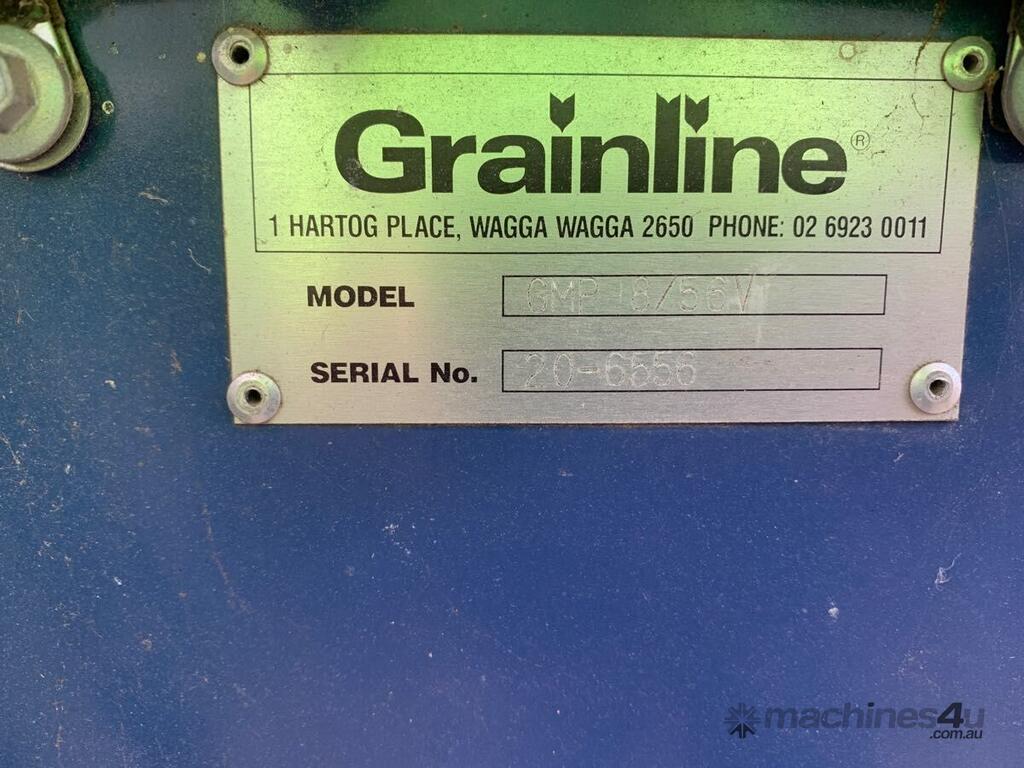 Grainline®
1 HARTOG PLACE, WAGGA WAGGA 2650 PHONE: 02 6923 0011
MODEL GMP 8/56V
SERIAL No. 20-6556
machines4u
.com.au